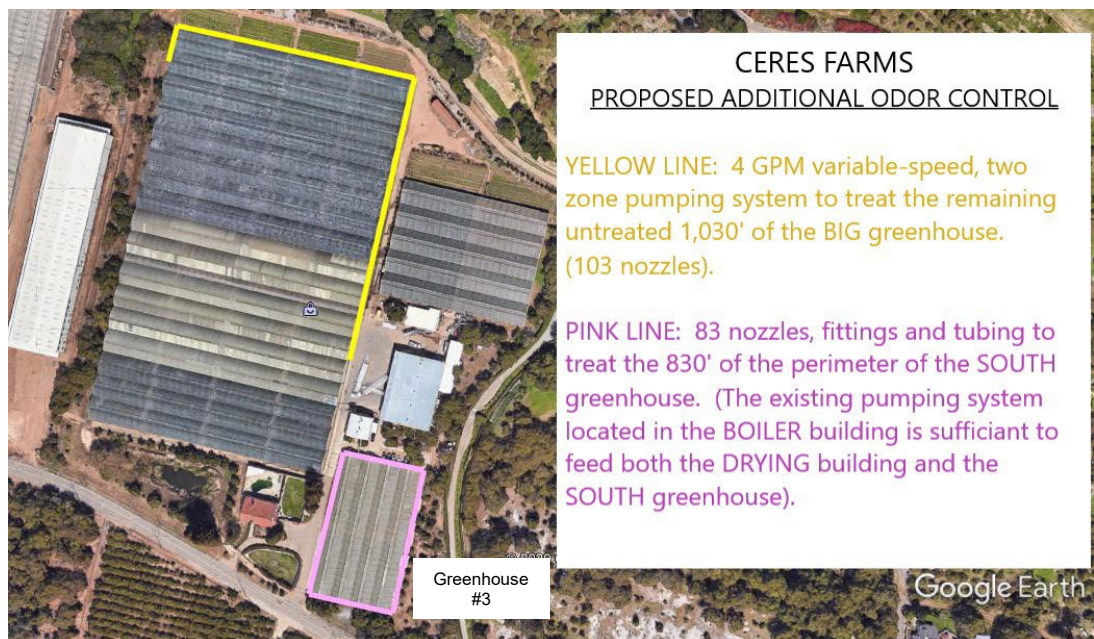 CERES FARMS
PROPOSED ADDITIONAL ODOR CONTROL
YELLOW LINE: 4 GPM variable-speed, two
zone pumping system to treat the remaining
untreated 1,030' of the BIG greenhouse.
(103 nozzles).
PINK LINE: 83 nozzles, fittings and tubing to
treat the 830' of the perimeter of the SOUTH
greenhouse. (The existing pumping system
located in the BOILER building is sufficiant to
feed both the DRYING building and the
SOUTH greenhouse).
Greenhouse
#3
Google Earth